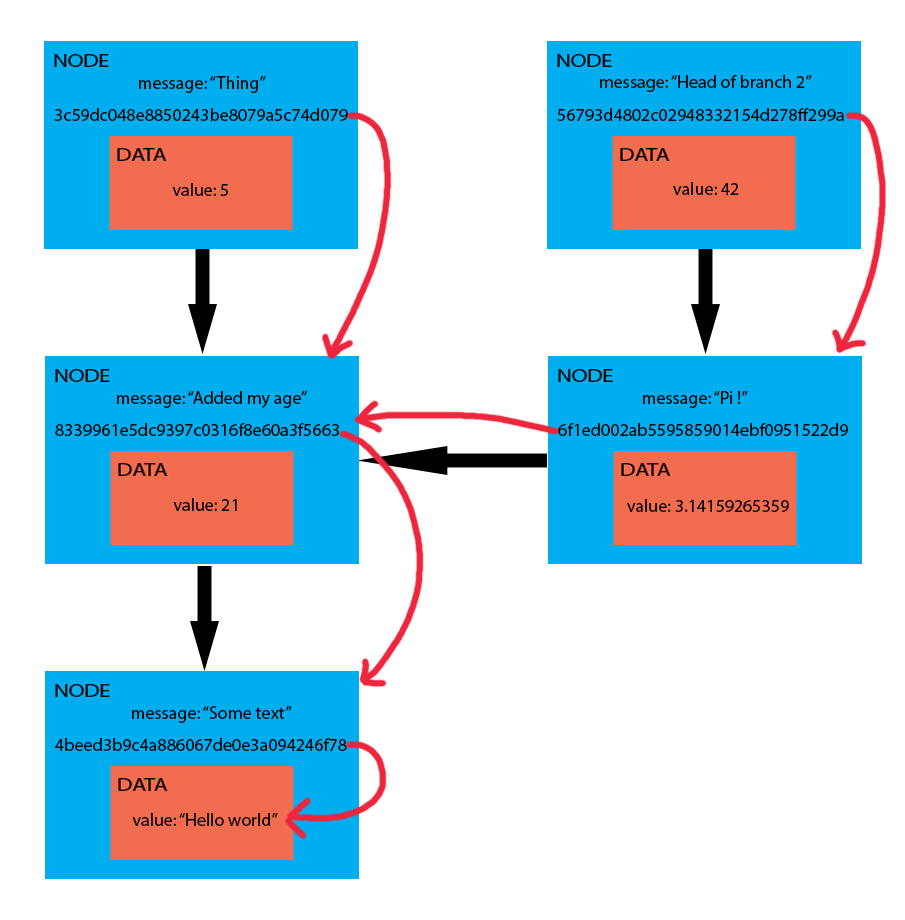 NODE
message: “Thing”
3c59dc048e8850243be8079a5c74d079
DATA
value: 5
NODE
message: “Head of branch 2”
56793d4802c02948332154d278ff299a
DATA
value: 42
NODE
message: “Added my age”
8339961e5dc9397c0316f8e60a3f5663
DATA
value: 21
NODE
message: “Pi !”
6f1ed002ab5595859014ebf0951522d9
DATA
value: 3.14159265359
NODE
message: “Some text”
4beed3b9c4a886067de0e3a094246f78
DATA
value: “Hello world”